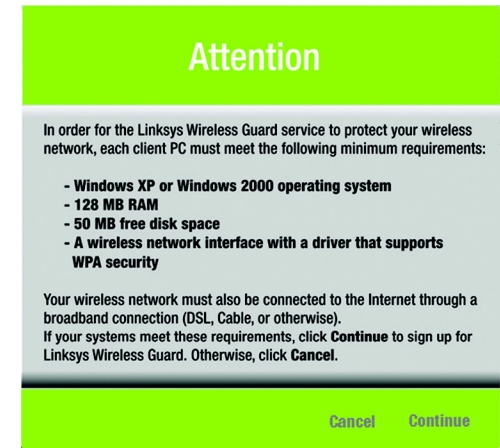 Attention
In order for the Linksys Wireless Guard service to protect your wireless
network, each client PC must meet the following minimum requirements:
- Windows XP or Windows 2000 operating system
- 128 MB RAM
- 50 MB free disk space
- A wireless network interface with a driver that supports
WPA security
Your wireless network must also be connected to the Internet through a
broadband connection (DSL, Cable, or otherwise).
If your systems meet these requirements, click Continue to sign up for
Linksys Wireless Guard. Otherwise, click Cancel.
Cancel Continue